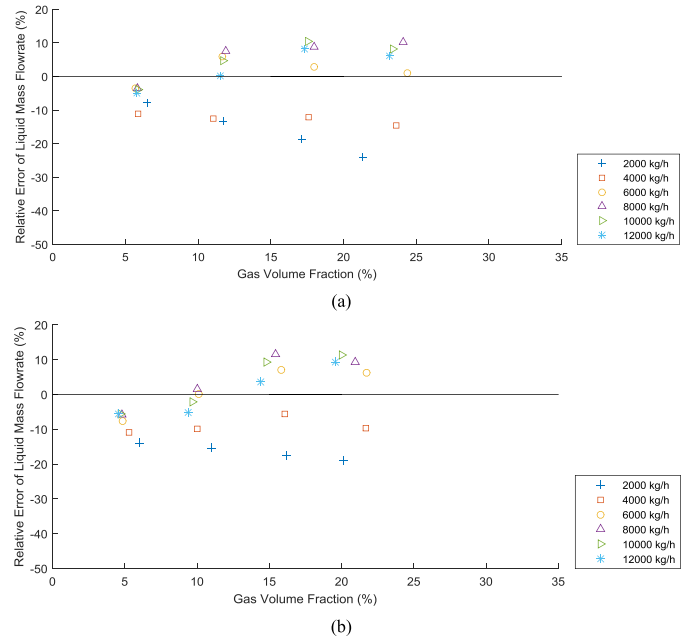 20
10
0
-10
-20
-30
-40
-50
Relative Error of Liquid Mass Flowrate (%)
0 5 10 15 20 25 30 35
Gas Volume Fraction (%)
2000 kg/h
4000 kg/h
6000 kg/h
8000 kg/h
10000 kg/h
12000 kg/h
(a)
20
10
0
-10
-20
-30
-40
-50
Relative Error of Liquid Mass Flowrate (%)
0 5 10 15 20 25 30 35
Gas Volume Fraction (%)
2000 kg/h
4000 kg/h
6000 kg/h
8000 kg/h
10000 kg/h
12000 kg/h
(b)